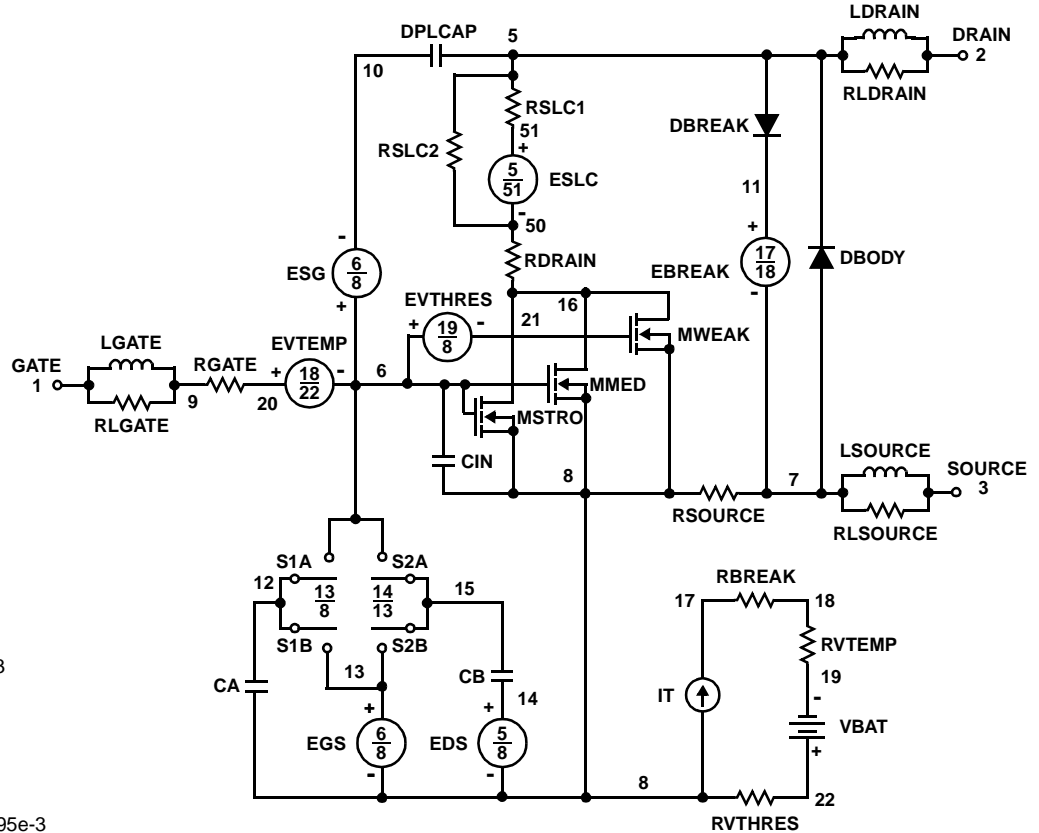 LDRAIN
DPLCAP
5
DRAIN
2
10
RLDRAIN
RSLC1
51
DBREAK
RSLC2
+
5
51
ESLC
11
-
50
-
+
RDRAIN
17
18
DBODY
ESG
6
8
EBREAK
EVTHRES
16
-
+
+
19
8
-
21
MWEAK
LGATE
EVTEMP
GATE
1
RGATE
+
18
22
-
6
MMED
9
20
MSTRO
RLGATE
LSOURCE
CIN
8
7
SOURCE
3
RSOURCE
RLSOURCE
S1A
S2A
RBREAK
12
13
8
14
13
15
17
18
S1B
S2B
RVTEMP
13
CB
19
CA
14
IT
-
+
+
VBAT
EGS
6
8
EDS
5
8
+
-
-
8
22
RVTHRES
3
95e-3